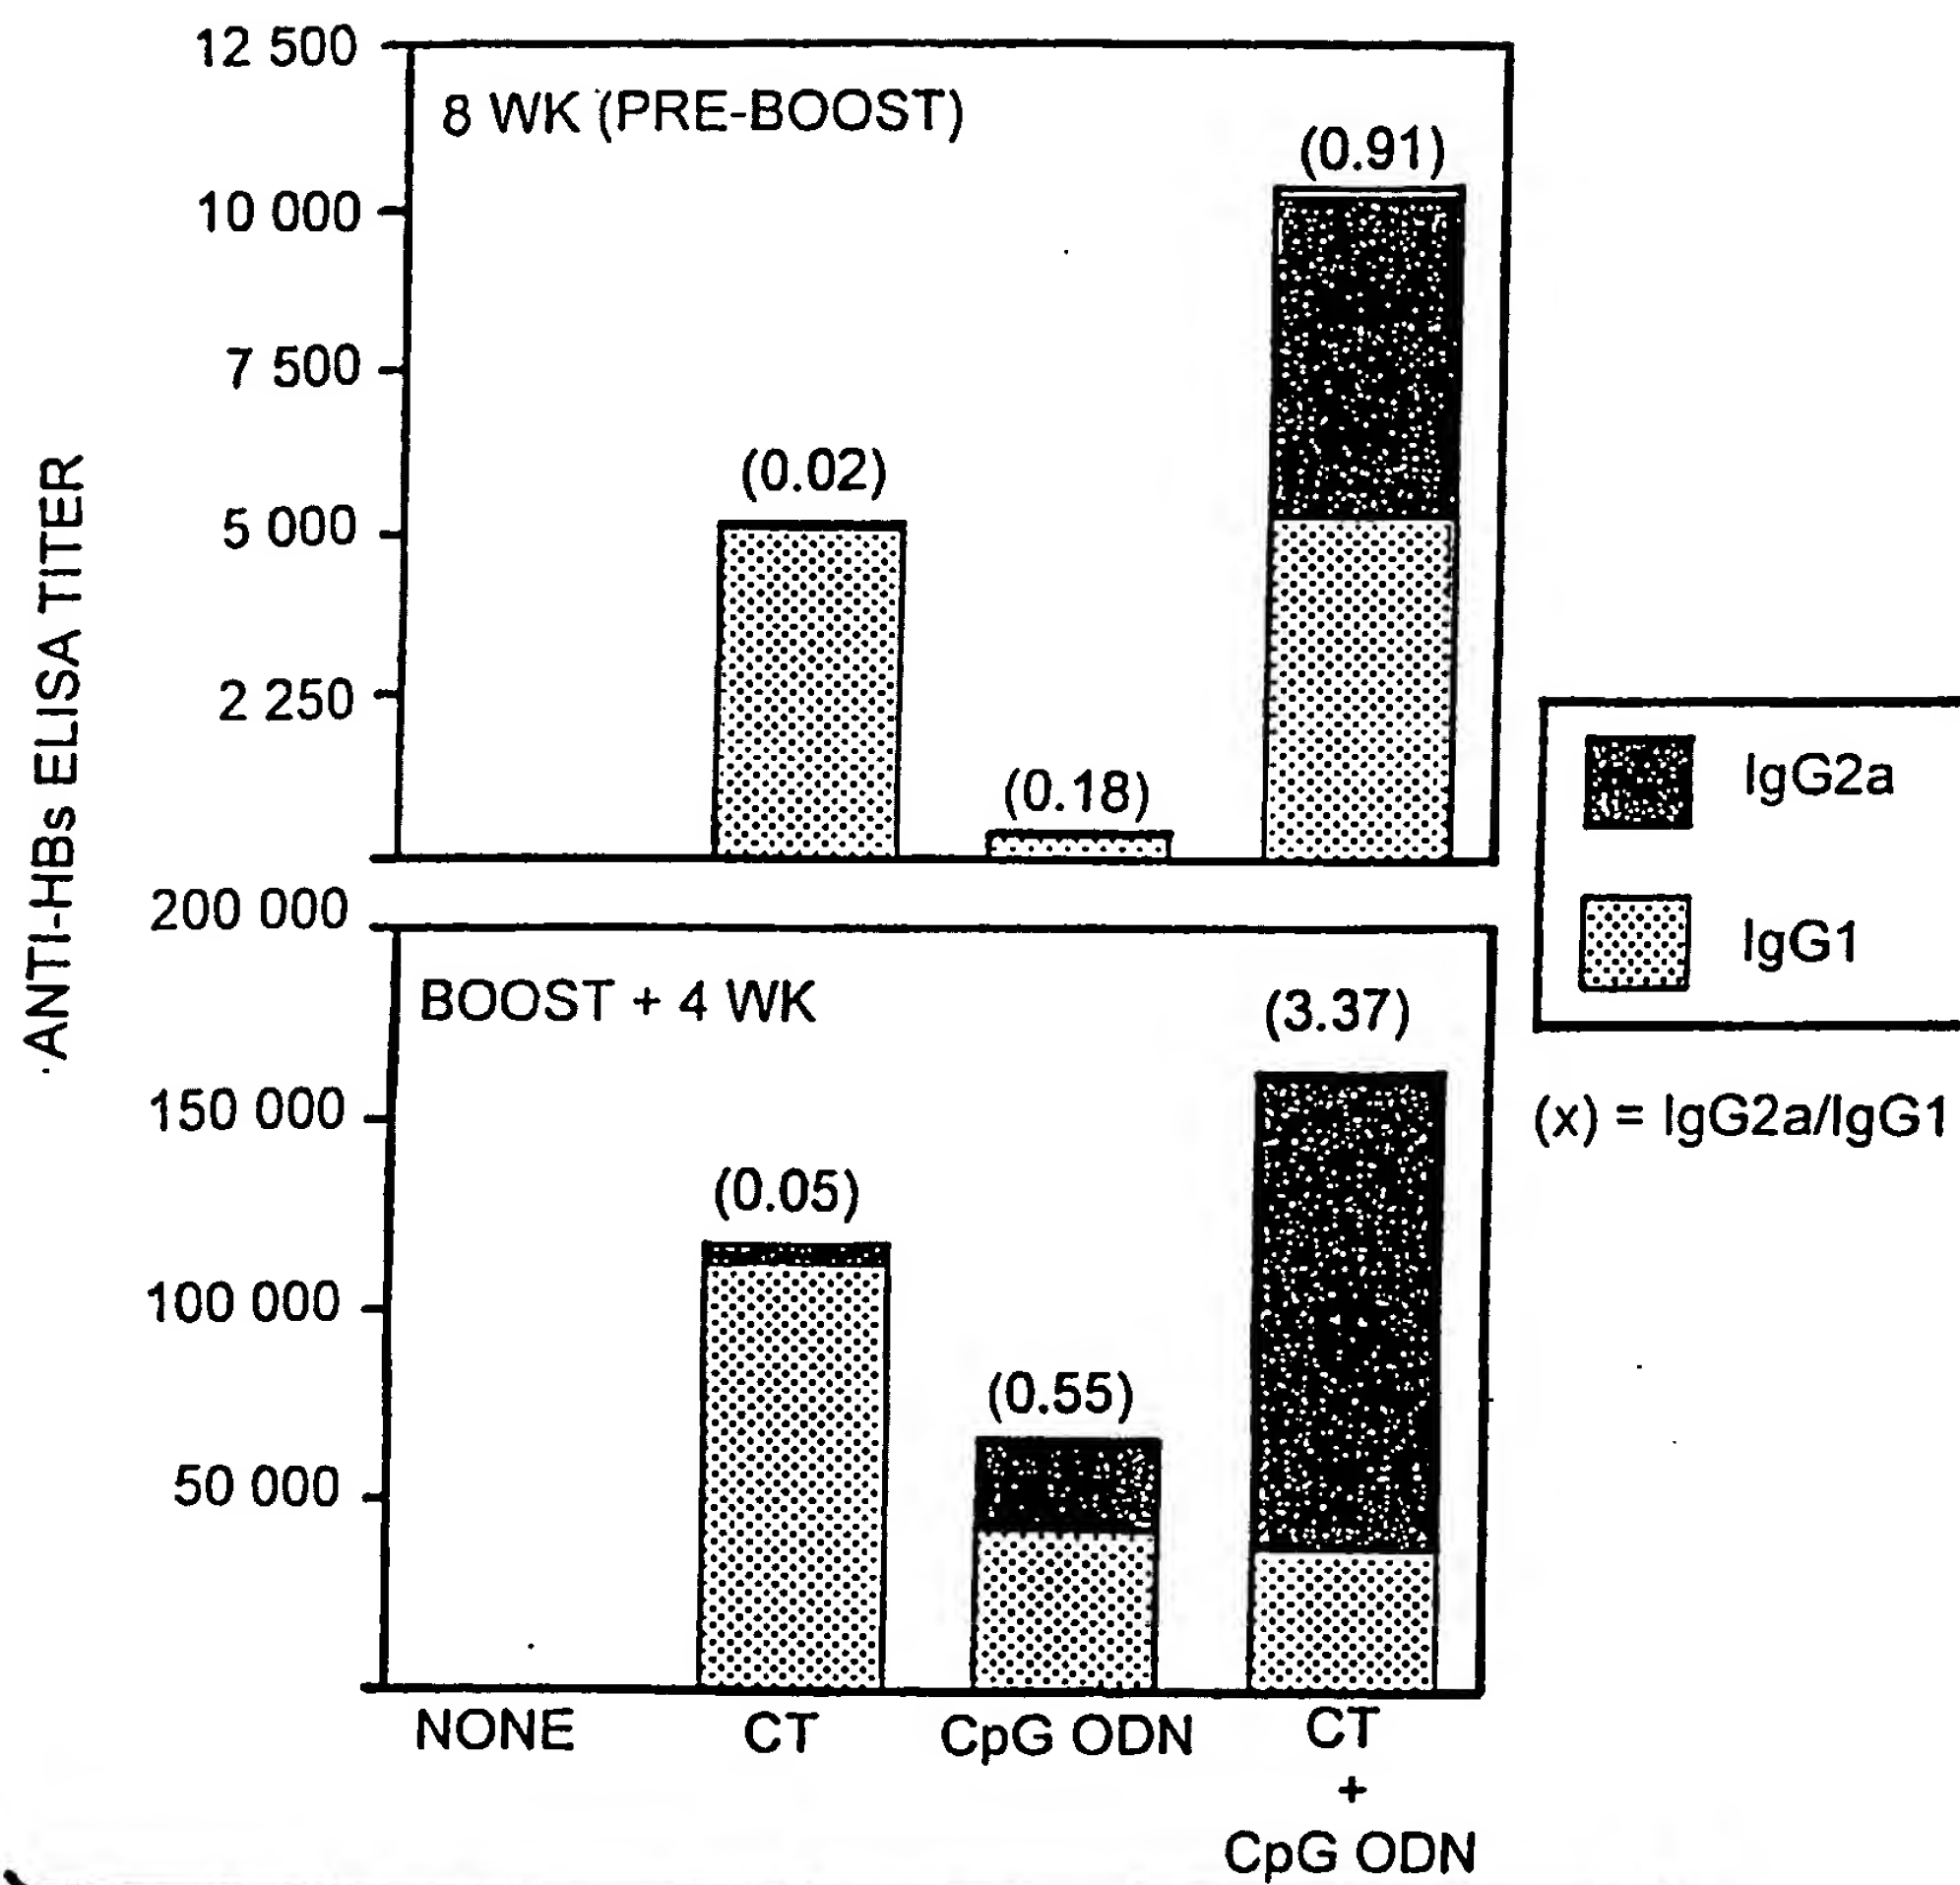 ANTI-HBs ELISA TITER
12 500
10 000
7 500
5 000
2 250
8 WK (PRE-BOOST)
(0.02)
(0.18)
(0.91)
200 000
150 000
100 000
50 000
BOOST + 4 WK
(0.05)
(0.55)
(3.37)
NONE
CT
CpG ODN
CT
+
CpG ODN
IgG2a
IgG1
(x) = IgG2a/IgG1